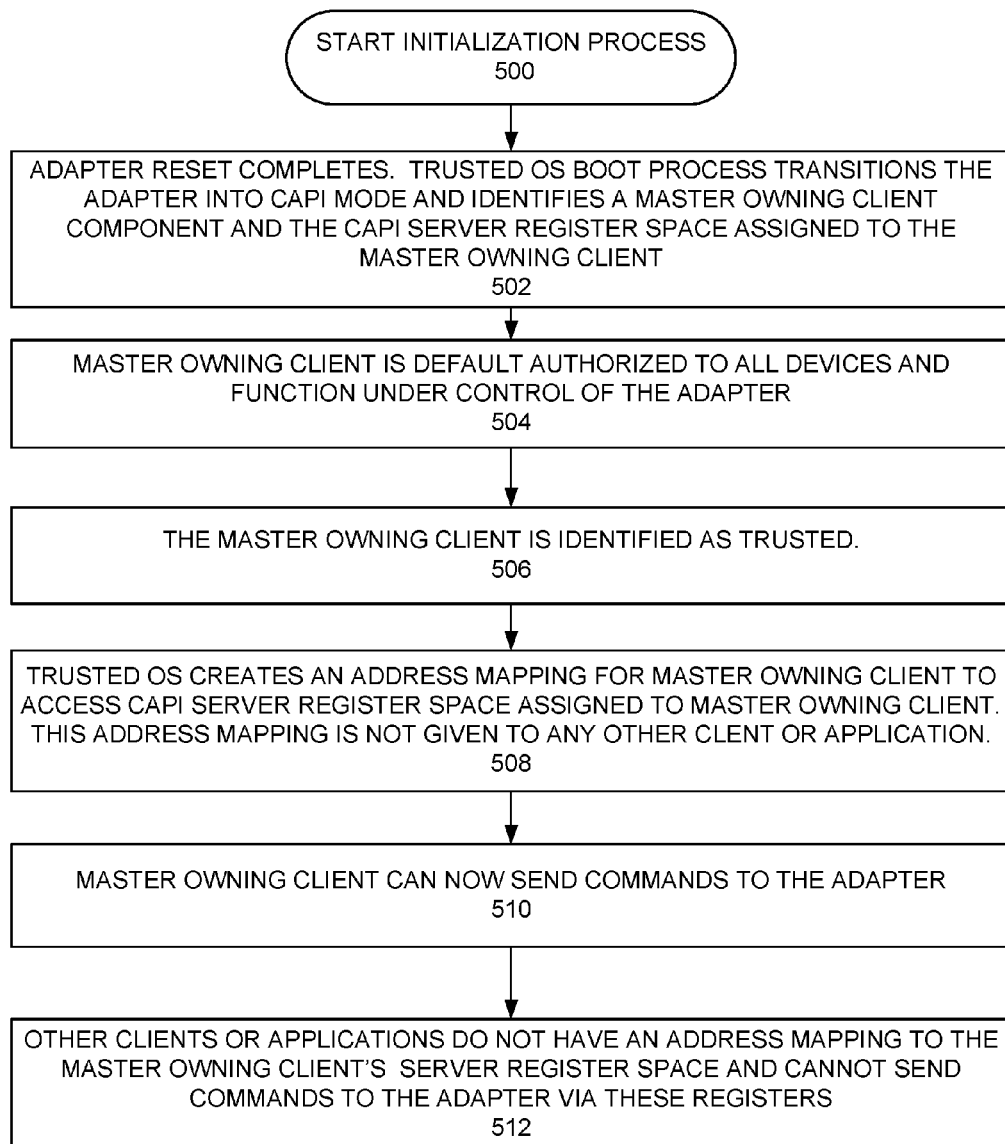 START INITIALIZATION PROCESS
500
ADAPTER RESET COMPLETES. TRUSTED OS BOOT PROCESS TRANSITIONS THE
ADAPTER INTO CAPI MODE AND IDENTIFIES A MASTER OWNING CLIENT
COMPONENT AND THE CAPI SERVER REGISTER SPACE ASSIGNED TO THE
MASTER OWNING CLIENT
502
MASTER OWNING CLIENT IS DEFAULT AUTHORIZED TO ALL DEVICES AND
FUNCTION UNDER CONTROL OF THE ADAPTER
504
THE MASTER OWNING CLIENT IS IDENTIFIED AS TRUSTED.
506
TRUSTED OS CREATES AN ADDRESS MAPPING FOR MASTER OWNING CLIENT TO
ACCESS CAPI SERVER REGISTER SPACE ASSIGNED TO MASTER OWNING CLIENT.
THIS ADDRESS MAPPING IS NOT GIVEN TO ANY OTHER CLENT OR APPLICATION.
508
MASTER OWNING CLIENT CAN NOW SEND COMMANDS TO THE ADAPTER
510
OTHER CLIENTS OR APPLICATIONS DO NOT HAVE AN ADDRESS MAPPING TO THE
MASTER OWNING CLIENT'S SERVER REGISTER SPACE AND CANNOT SEND
COMMANDS TO THE ADAPTER VIA THESE REGISTERS
512